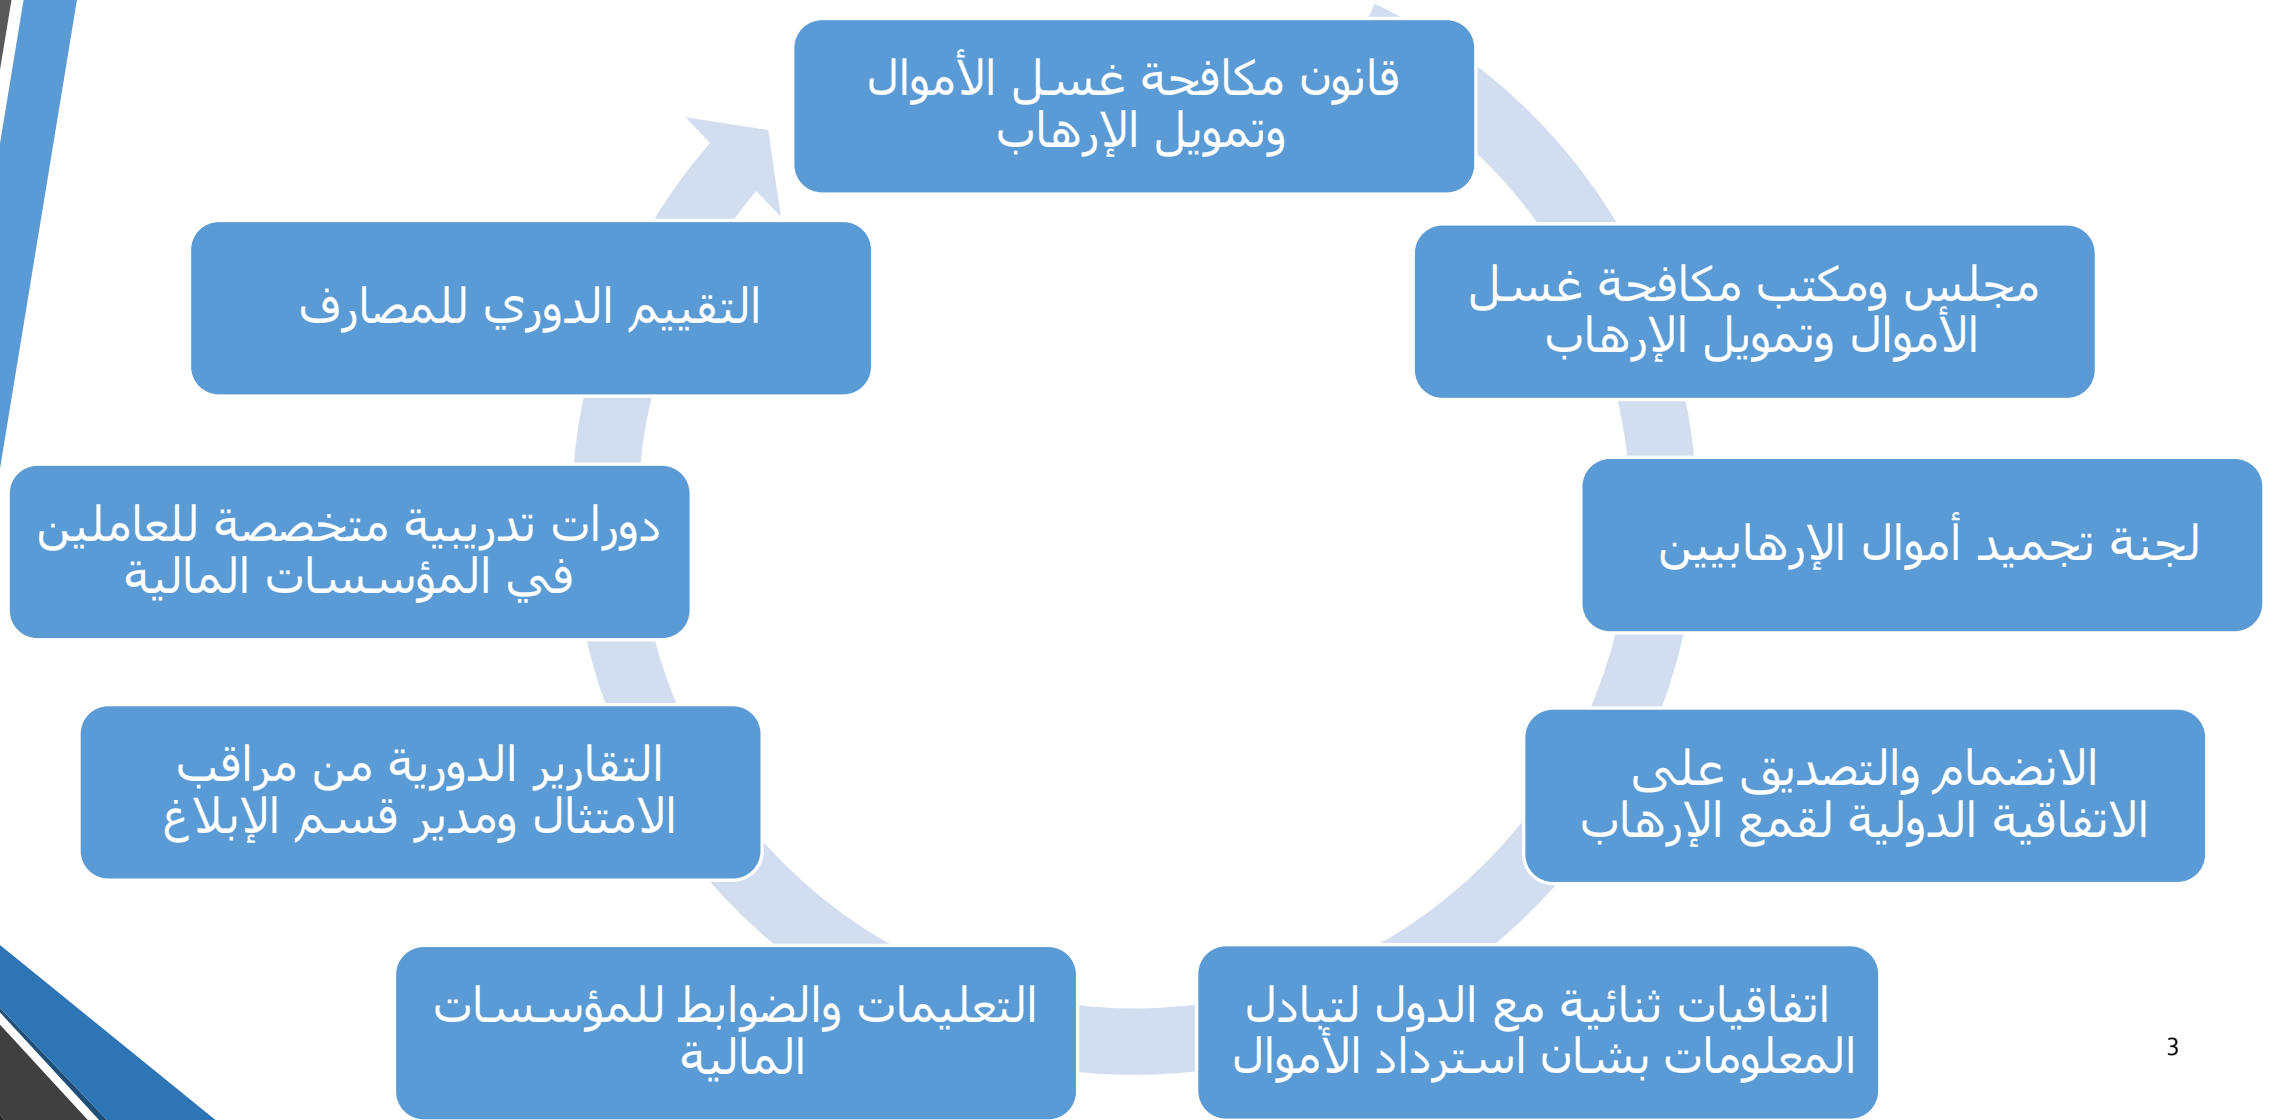 قانون مكافحة غسل الأموال
وتمويل الإرهاب
مجلس ومكتب مكافحة غسل
الأموال وتمويل الإرهاب
لجنة تجميد أموال الإرهابيين
الانضمام والتصديق على
الاتفاقية الدولية لقمع الإرهاب
اتفاقيات ثنائية مع الدول لتبادل
المعلومات بشان استرداد الأموال
التعليمات والضوابط للمؤسسات
المالية
التقارير الدورية من مراقب
الامتثال ومدير قسم الإبلاغ
دورات تدريبية متخصصة للعاملين
في المؤسسات المالية
التقييم الدوري للمصارف
3